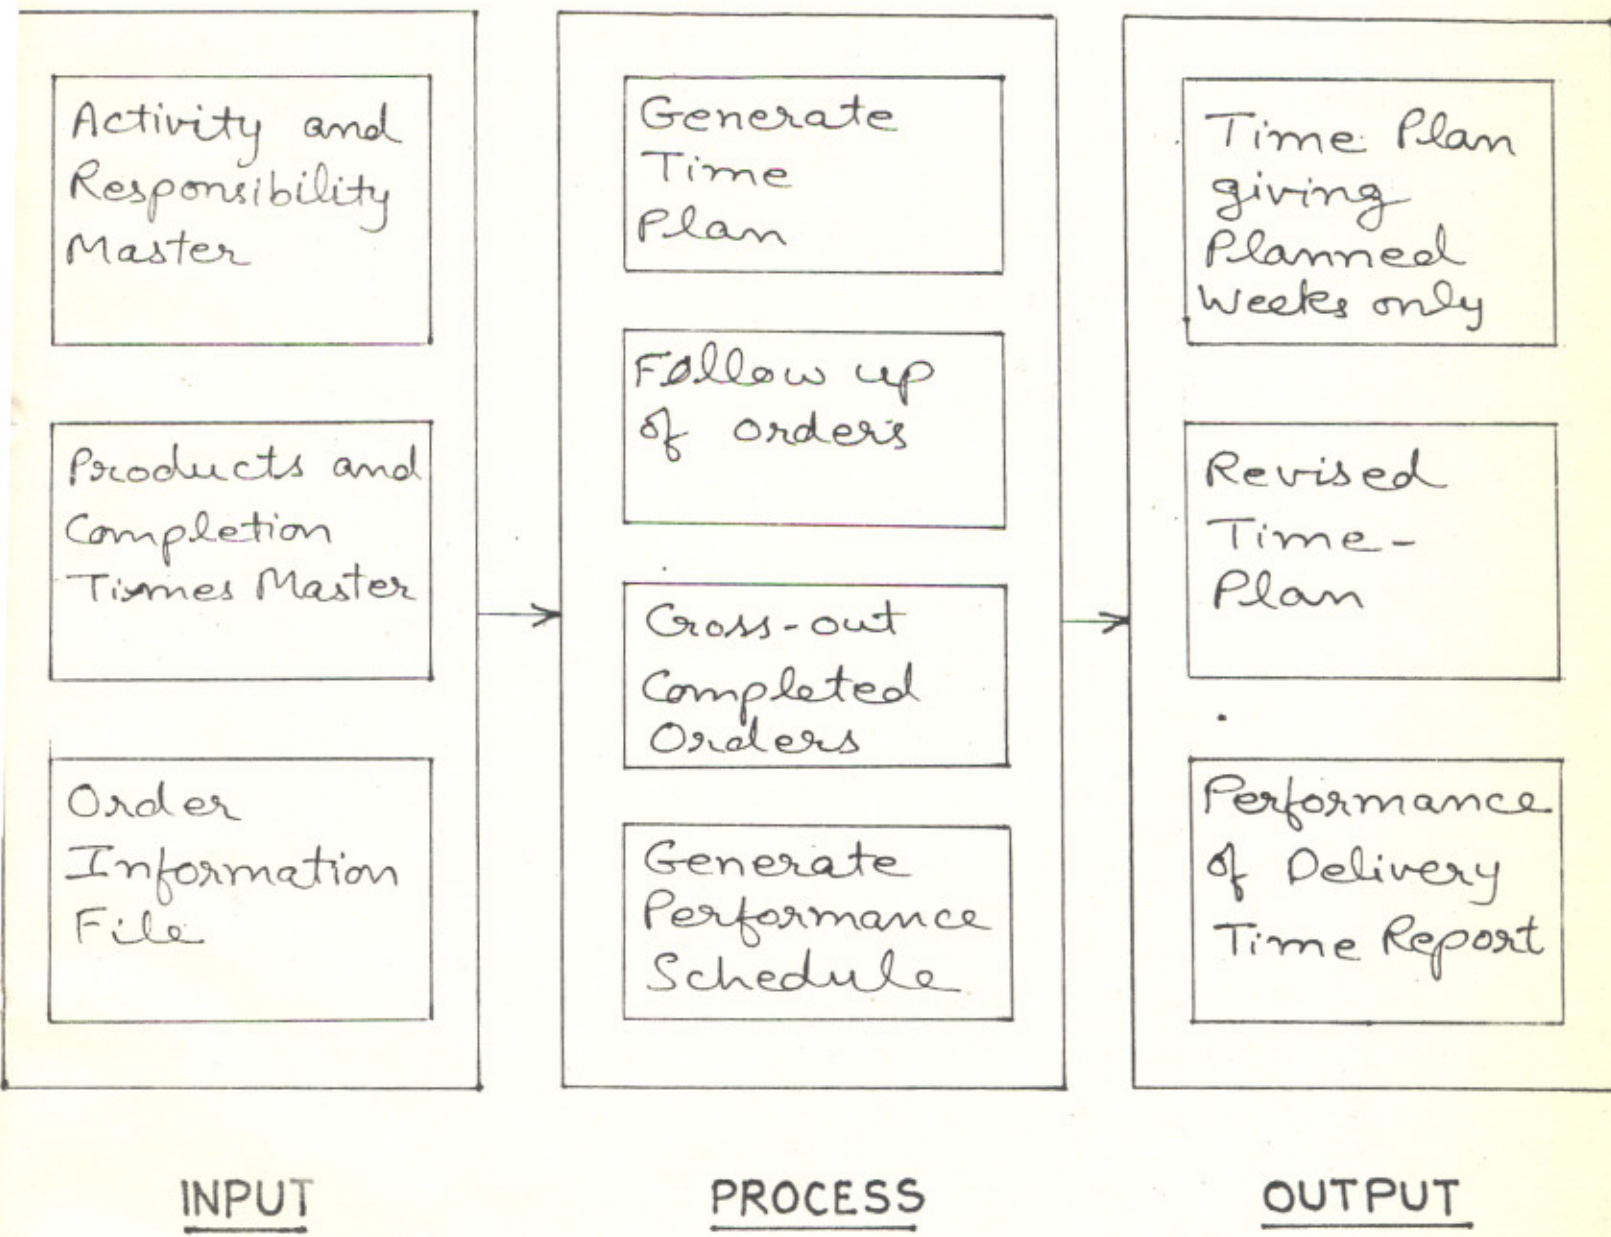 Activity and
Responsibility
Master
Products and
Completion
Times Master
Order
Information
File
INPUT
Generate
Time
Plan
Follow up
of orders
Cross-out
Completed
Orders
Generate
Performance
Schedule
PROCESS
Time Plan
giving
Planned
Weeks only
Revised
Time-
Plan
Performance
of Delivery
Time Report
OUTPUT